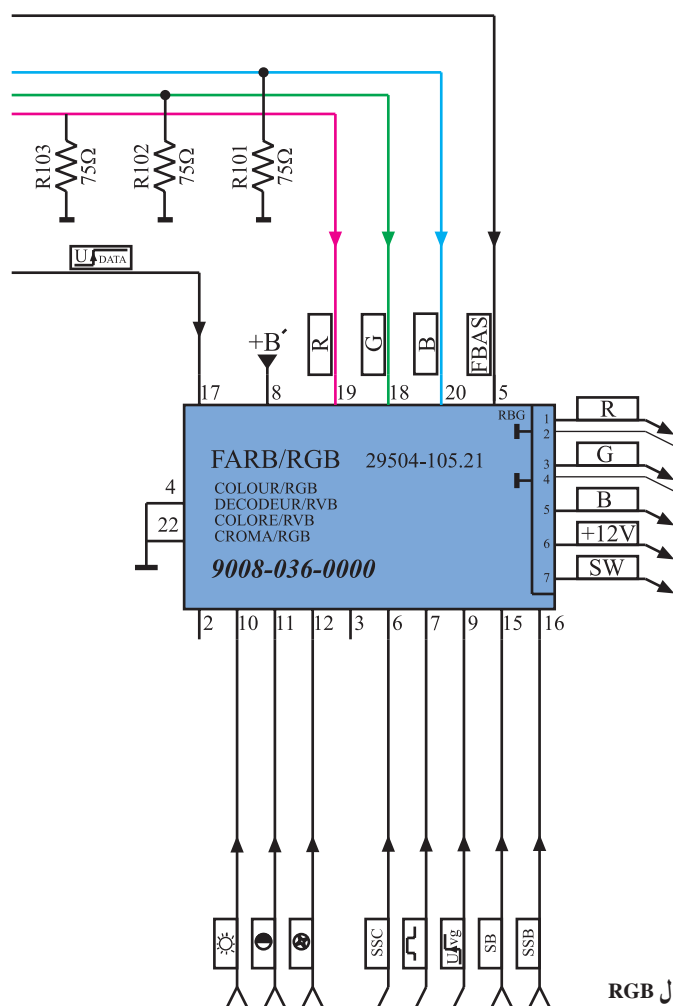 R103
75Ω
R102
75Ω
R101
75Ω
U DATA
+B´
R
G
B
FBAS
17
8
19
18
20
5
RBG
1
R
2
FARB/RGB 29504-105.21
3
G
4
COLOUR/RGB
DECODEUR/RVB
COLORE/RVB
CROMA/RGB
4
22
5
B
6
+12V
9008-036-0000
7
SW
2
10
11
12
3
6
7
9
15
16
SSC
UAvg
SB
SSB
ل RGB